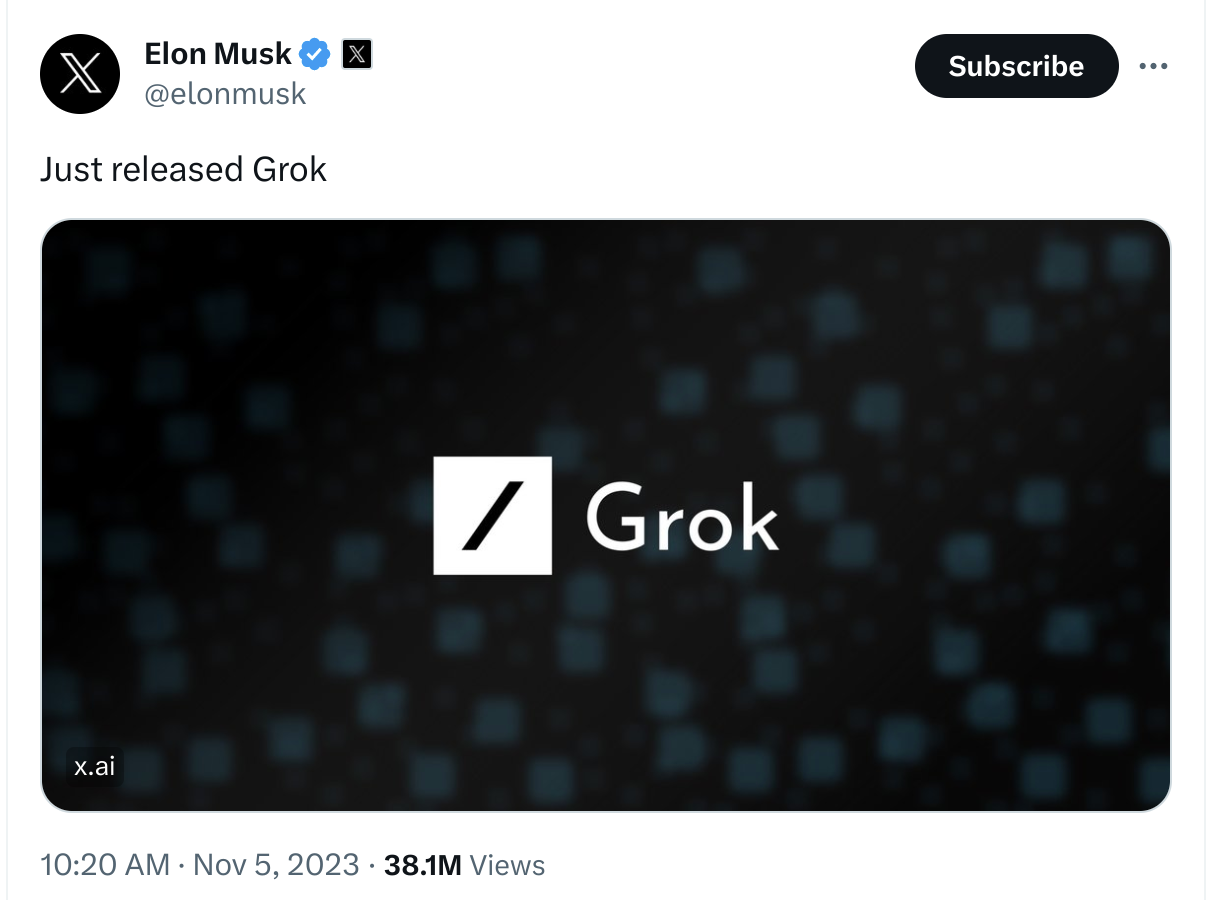 Elon Musk
@elonmusk
Subscribe
Just released Grok
Grok
x.ai
10:20 AM · Nov 5, 2023 · 38.1M Views